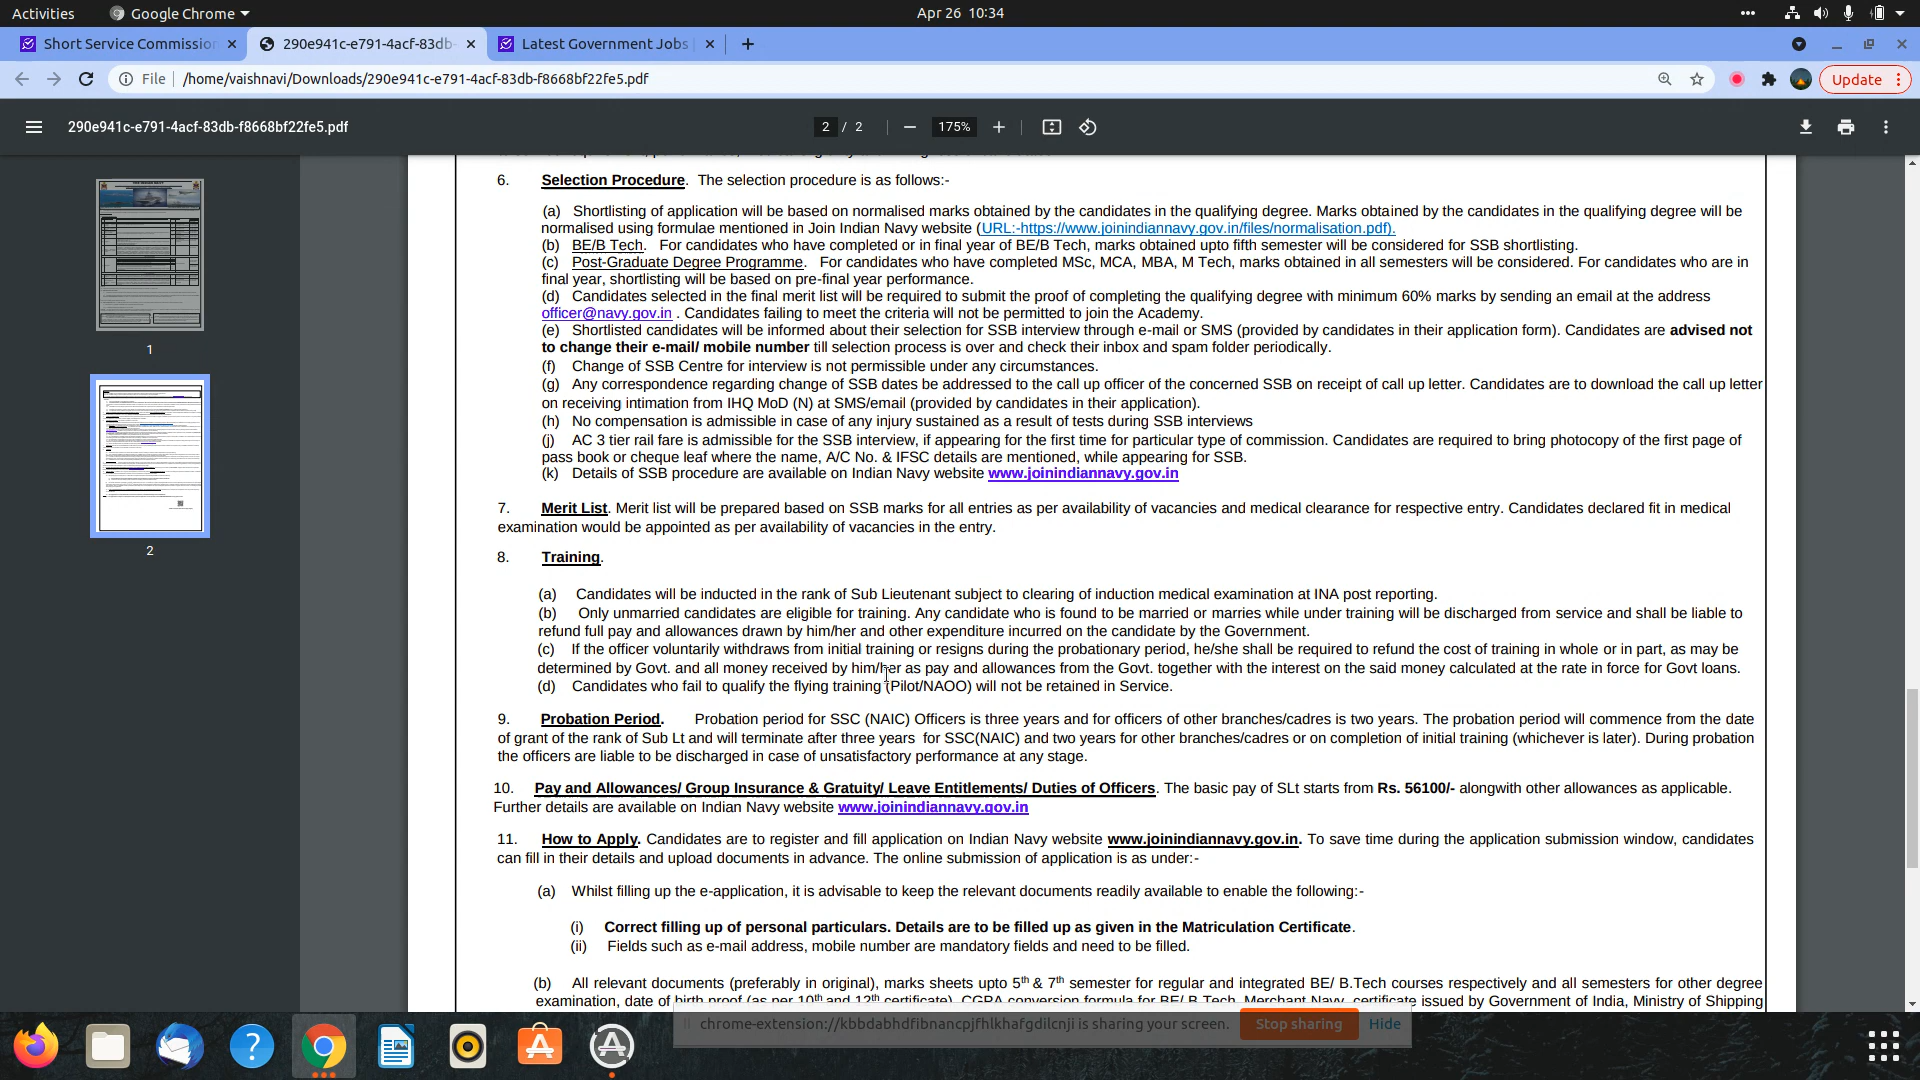 Activities
Google Chrome
Apr 26 10:34
Short Service Commission
290e941c-e791-4acf-83db-
Latest Government Jobs
File
/home/vaishnavi/Downloads/290e941c-e791-4acf-83db-f8668bf22fe5.pdf
Update
290e941c-e791-4acf-83db-f8668bf22fe5.pdf
2 / 2
175%
1
2
6. Selection Procedure. The selection procedure is as follows:-
(a) Shortlisting of application will be based on normalised marks obtained by the candidates in the qualifying degree. Marks obtained by the candidates in the qualifying degree will be
normalised using formulae mentioned in Join Indian Navy website (URL:-https://www.joinindiannavy.gov.in/files/normalisation.pdf).
(b) BE/B Tech. For candidates who have completed or in final year of BE/B Tech, marks obtained upto fifth semester will be considered for SSB shortlisting.
(c) Post-Graduate Degree Programme. For candidates who have completed MSc, MCA, MBA, M Tech, marks obtained in all semesters will be considered. For candidates who are in
final year, shortlisting will be based on pre-final year performance.
(d) Candidates selected in the final merit list will be required to submit the proof of completing the qualifying degree with minimum 60% marks by sending an email at the address
officer@navy.gov.in . Candidates failing to meet the criteria will not be permitted to join the Academy.
(e) Shortlisted candidates will be informed about their selection for SSB interview through e-mail or SMS (provided by candidates in their application form). Candidates are advised not
to change their e-mail/ mobile number till selection process is over and check their inbox and spam folder periodically.
(f) Change of SSB Centre for interview is not permissible under any circumstances.
(g) Any correspondence regarding change of SSB dates be addressed to the call up officer of the concerned SSB on receipt of call up letter. Candidates are to download the call up letter
on receiving intimation from IHQ MoD (N) at SMS/email (provided by candidates in their application).
(h) No compensation is admissible in case of any injury sustained as a result of tests during SSB interviews
(j) AC 3 tier rail fare is admissible for the SSB interview, if appearing for the first time for particular type of commission. Candidates are required to bring photocopy of the first page of
pass book or cheque leaf where the name, A/C No. & IFSC details are mentioned, while appearing for SSB.
(k) Details of SSB procedure are available on Indian Navy website www.joinindiannavy.gov.in
7. Merit List. Merit list will be prepared based on SSB marks for all entries as per availability of vacancies and medical clearance for respective entry. Candidates declared fit in medical
examination would be appointed as per availability of vacancies in the entry.
8. Training.
(a) Candidates will be inducted in the rank of Sub Lieutenant subject to clearing of induction medical examination at INA post reporting.
(b) Only unmarried candidates are eligible for training. Any candidate who is found to be married or marries while under training will be discharged from service and shall be liable to
refund full pay and allowances drawn by him/her and other expenditure incurred on the candidate by the Government.
(c) If the officer voluntarily withdraws from initial training or resigns during the probationary period, he/she shall be required to refund the cost of training in whole or in part, as may be
determined by Govt. and all money received by him/her as pay and allowances from the Govt. together with the interest on the said money calculated at the rate in force for Govt loans.
(d) Candidates who fail to qualify the flying training (Pilot/NAOO) will not be retained in Service.
9. Probation Period. Probation period for SSC (NAIC) Officers is three years and for officers of other branches/cadres is two years. The probation period will commence from the date
of grant of the rank of Sub Lt and will terminate after three years for SSC(NAIC) and two years for other branches/cadres or on completion of initial training (whichever is later). During probation
the officers are liable to be discharged in case of unsatisfactory performance at any stage.
10. Pay and Allowances/ Group Insurance & Gratuity/ Leave Entitlements/ Duties of Officers. The basic pay of SLt starts from Rs. 56100/- alongwith other allowances as applicable.
Further details are available on Indian Navy website www.joinindiannavy.gov.in
11. How to Apply. Candidates are to register and fill application on Indian Navy website www.joinindiannavy.gov.in. To save time during the application submission window, candidates
can fill in their details and upload documents in advance. The online submission of application is as under:-
(a) Whilst filling up the e-application, it is advisable to keep the relevant documents readily available to enable the following:-
(i) Correct filling up of personal particulars. Details are to be filled up as given in the Matriculation Certificate.
(ii) Fields such as e-mail address, mobile number are mandatory fields and need to be filled.
(b) All relevant documents (preferably in original), marks sheets upto 5th & 7th semester for regular and integrated BE/ B.Tech courses respectively and all semesters for other degree
examination, date of birth proof (as per 10th and 12th certificate), CGPA conversion formula for BE/ B.Tech, Merchant Navy, certificate issued by Government of India, Ministry of Shipping
chrome-extension://kbbdabhdfibnancpjfhlkhafgdilcnji is sharing your screen.
Stop sharing
Hide